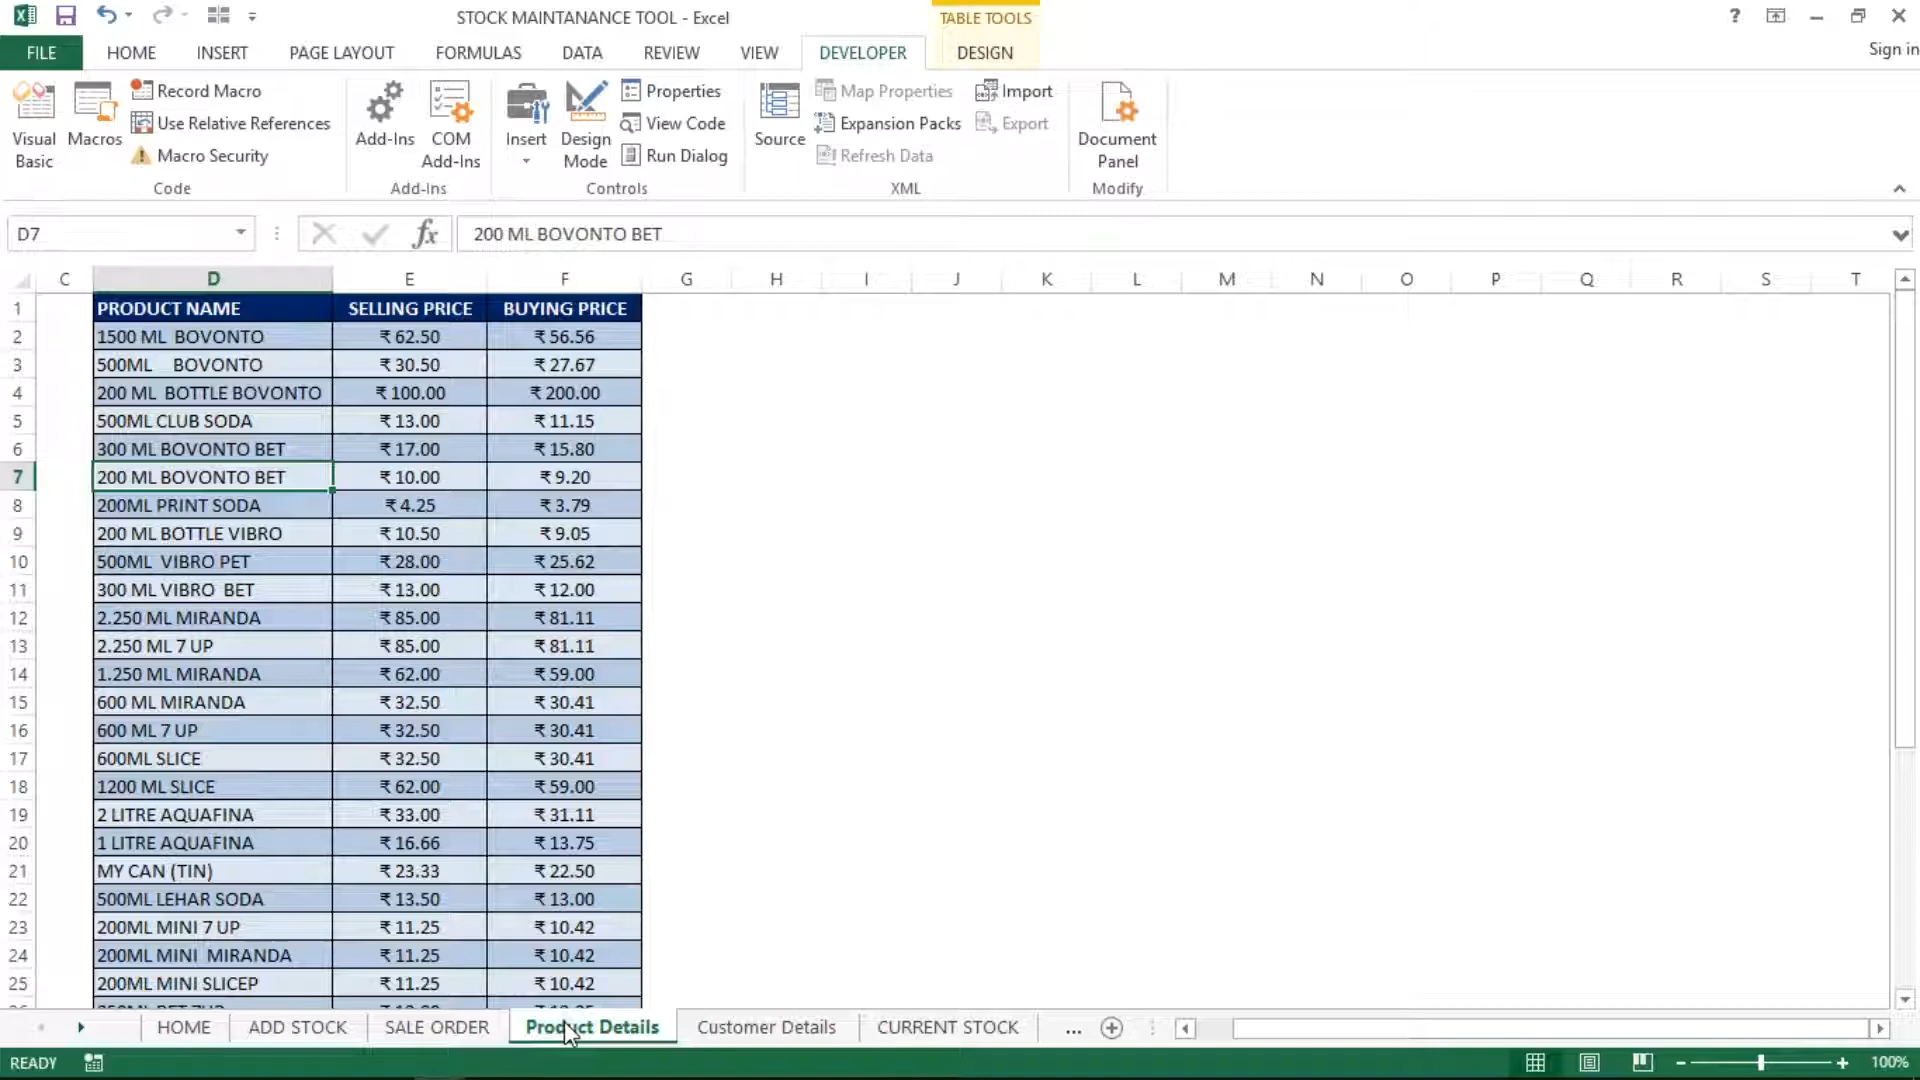 STOCK MAINTANANCE TOOL - Excel
TABLE TOOLS
?
FILE HOME INSERT PAGE LAYOUT FORMULAS DATA REVIEW VIEW DEVELOPER DESIGN Sign in
Visual Basic
Macros
Record Macro
Use Relative References
Macro Security
Code
Add-Ins
COM Add-Ins
Add-Ins
Insert
Design Mode
Properties
View Code
Run Dialog
Controls
Source
Map Properties
Expansion Packs
Refresh Data
Import
Export
XML
Document Panel
Modify
D7 fx 200 ML BOVONTO BET
C D E F G H I J K L M N O P Q R S T
1 PRODUCT NAME SELLING PRICE BUYING PRICE
2 1500 ML BOVONTO ₹ 62.50 ₹ 56.56
3 500ML BOVONTO ₹ 30.50 ₹ 27.67
4 200 ML BOTTLE BOVONTO ₹ 100.00 ₹ 200.00
5 500ML CLUB SODA ₹ 13.00 ₹ 11.15
6 300 ML BOVONTO BET ₹ 17.00 ₹ 15.80
7 200 ML BOVONTO BET ₹ 10.00 ₹ 9.20
8 200ML PRINT SODA ₹ 4.25 ₹ 3.79
9 200 ML BOTTLE VIBRO ₹ 10.50 ₹ 9.05
10 500ML VIBRO PET ₹ 28.00 ₹ 25.62
11 300 ML VIBRO BET ₹ 13.00 ₹ 12.00
12 2.250 ML MIRANDA ₹ 85.00 ₹ 81.11
13 2.250 ML 7 UP ₹ 85.00 ₹ 81.11
14 1.250 ML MIRANDA ₹ 62.00 ₹ 59.00
15 600 ML MIRANDA ₹ 32.50 ₹ 30.41
16 600 ML 7 UP ₹ 32.50 ₹ 30.41
17 600ML SLICE ₹ 32.50 ₹ 30.41
18 1200 ML SLICE ₹ 62.00 ₹ 59.00
19 2 LITRE AQUAFINA ₹ 33.00 ₹ 31.11
20 1 LITRE AQUAFINA ₹ 16.66 ₹ 13.75
21 MY CAN (TIN) ₹ 23.33 ₹ 22.50
22 500ML LEHAR SODA ₹ 13.50 ₹ 13.00
23 200ML MINI 7 UP ₹ 11.25 ₹ 10.42
24 200ML MINI MIRANDA ₹ 11.25 ₹ 10.42
25 200ML MINI SLICEP ₹ 11.25 ₹ 10.42
HOME ADD STOCK SALE ORDER Product Details Customer Details CURRENT STOCK ...
READY 100%